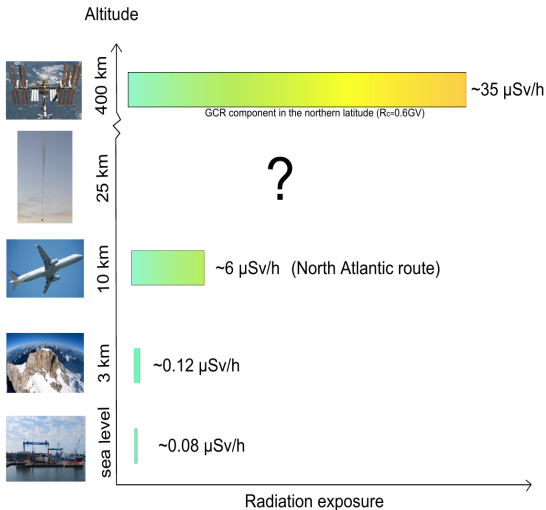 Altitude
400 km
~35 µSv/h
GCR component in the northern latitude (Rc=0.6GV)
25 km
?
10 km
~6 µSv/h (North Atlantic route)
3 km
~0.12 µSv/h
sea level
~0.08 µSv/h
Radiation exposure